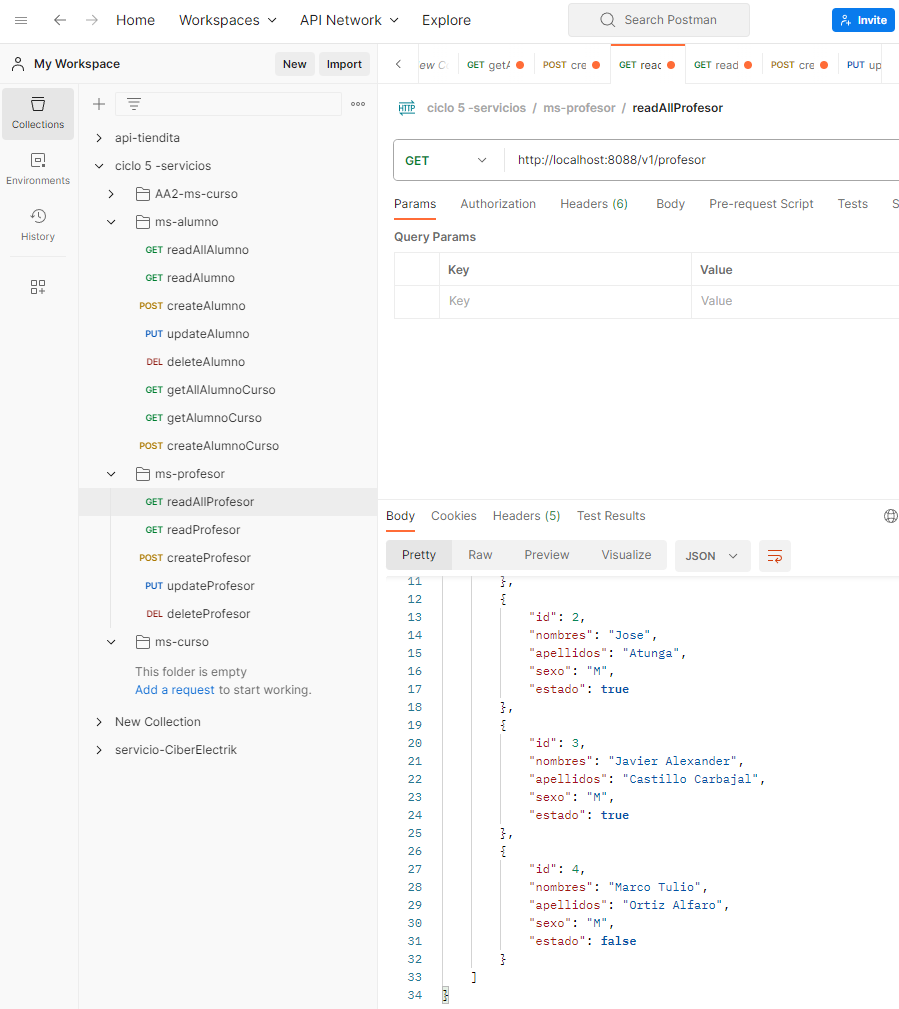 Home Workspaces API Network Explore Search Postman Invite
My Workspace New Import
Collections
Environments
History
api-tiendita
ciclo 5 -servicios
AA2-ms-curso
ms-alumno
GET readAllAlumno
GET readAlumno
POST createAlumno
PUT updateAlumno
DEL deleteAlumno
GET getAllAlumnoCurso
GET getAlumnoCurso
POST createAlumnoCurso
ms-profesor
GET readAllProfesor
GET readProfesor
POST createProfesor
PUT updateProfesor
DEL deleteProfesor
ms-curso
This folder is empty
Add a request to start working.
New Collection
servicio-CiberElectrik
ew C GET getA POST cre GET reac GET read POST cre PUT up
HTTP ciclo 5 -servicios / ms-profesor / readAllProfesor
GET http://localhost:8088/v1/profesor
Params Authorization Headers (6) Body Pre-request Script Tests S
Query Params
Key Value
Key Value
Body Cookies Headers (5) Test Results
Pretty Raw Preview Visualize JSON
11 },
12 {
13 "id": 2,
14 "nombres": "Jose",
15 "apellidos": "Atunga",
16 "sexo": "M",
17 "estado": true
18 },
19 {
20 "id": 3,
21 "nombres": "Javier Alexander",
22 "apellidos": "Castillo Carbajal",
23 "sexo": "M",
24 "estado": true
25 },
26 {
27 "id": 4,
28 "nombres": "Marco Tulio",
29 "apellidos": "Ortiz Alfaro",
30 "sexo": "M",
31 "estado": false
32 }
33 ]
34 }